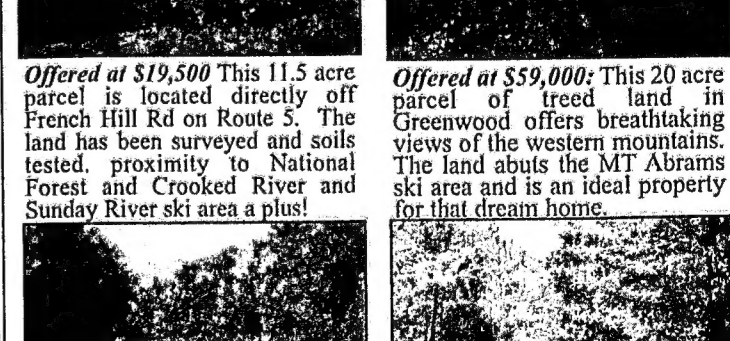 Offered at $19,500 This 11.5 acre
parcel is located directly off
French Hill Rd on Route 5. The
land has been surveyed and soils
tested, proximity to National
Forest and Crooked River and
Sunday River ski area a plus!
Offered at $59,000: This 20 acre
parcel of treed land in
Greenwood offers breathtaking
views of the western mountains.
The land abuts the MT Abrams
ski area and is an ideal property
for that dream home.